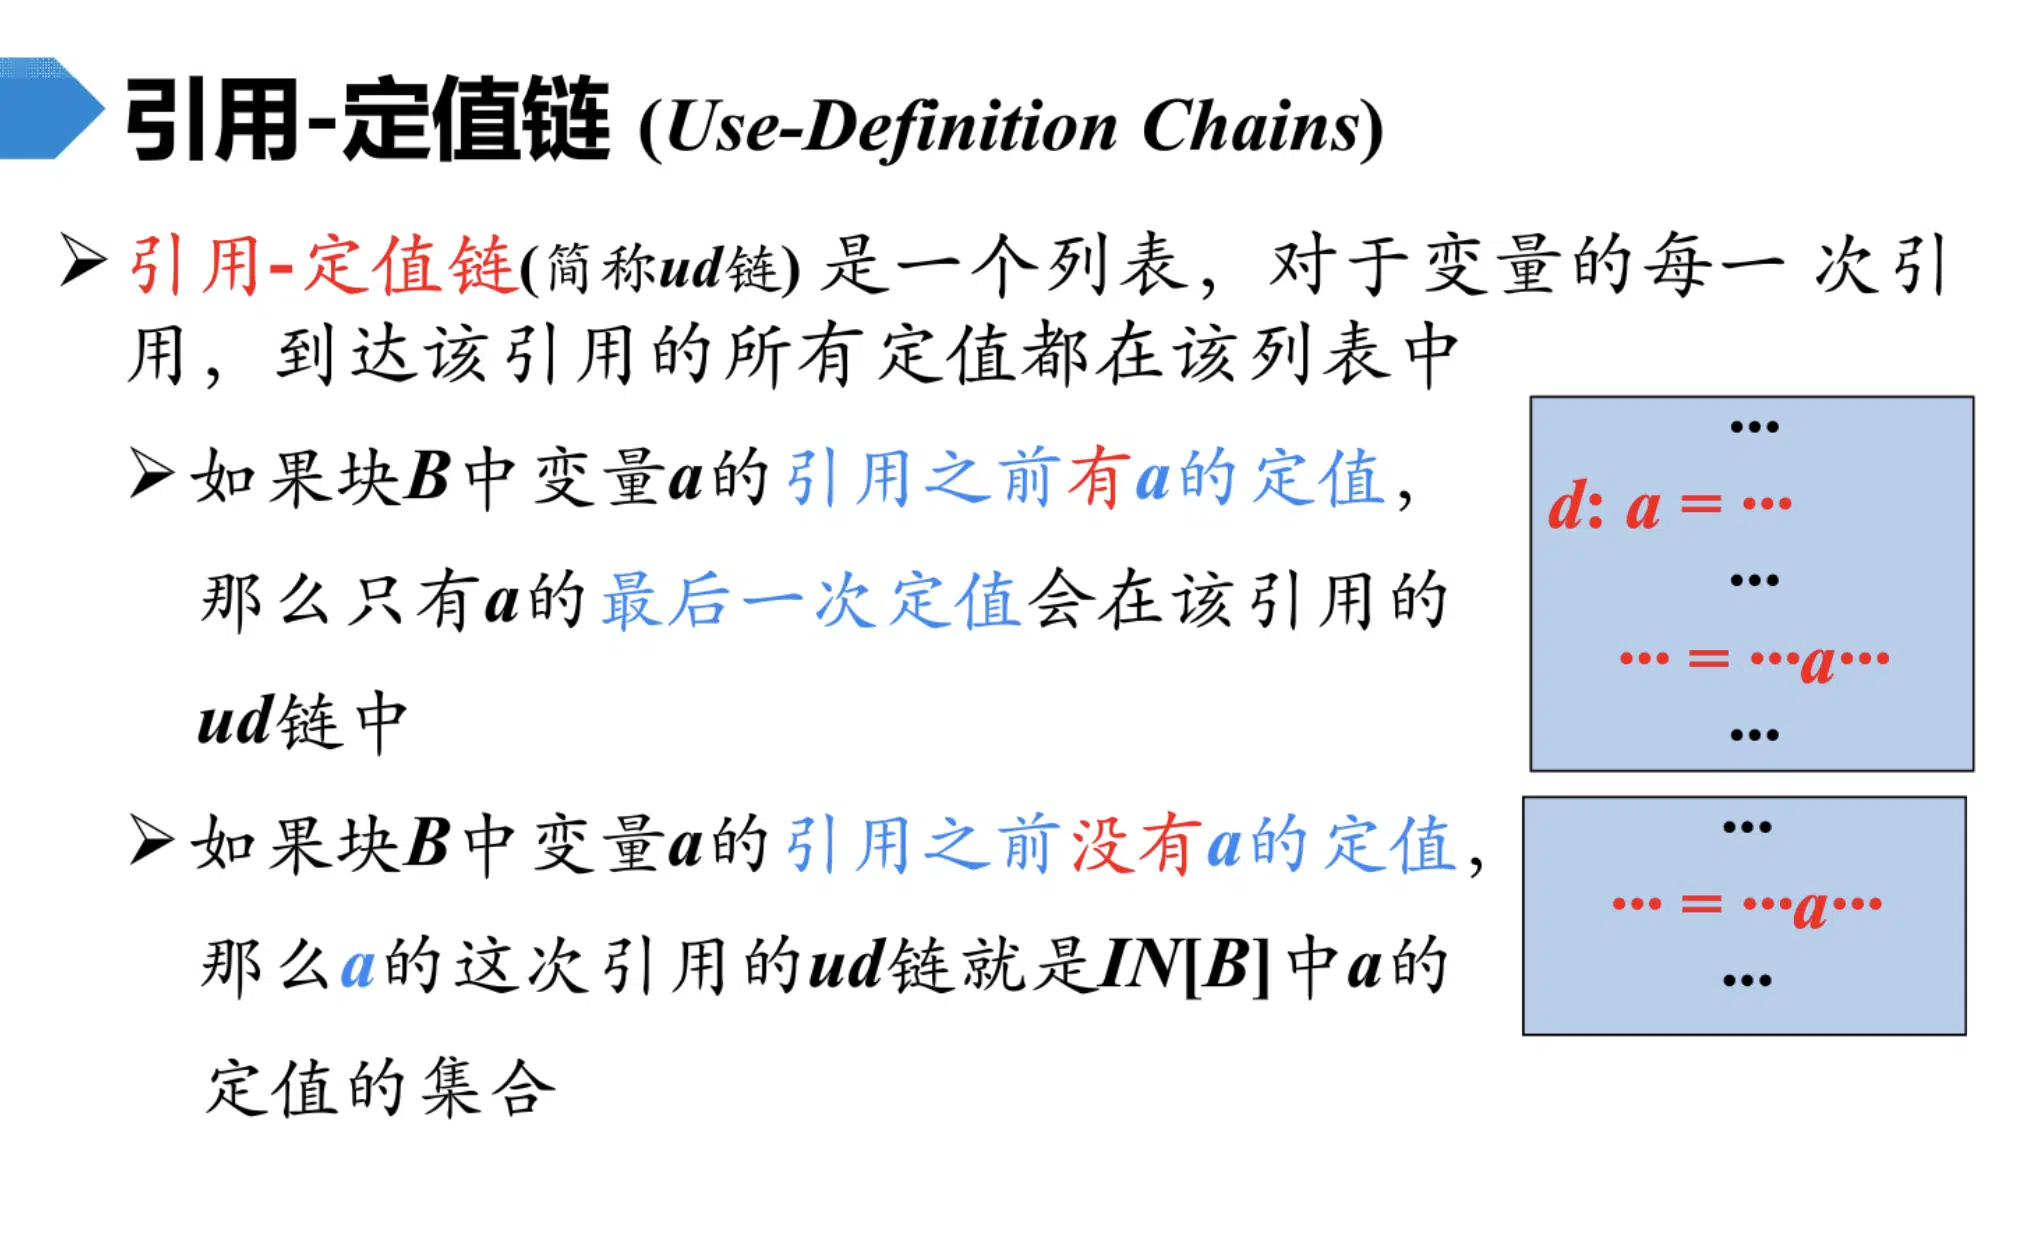 引用-定值链 (Use-Definition Chains)
引用-定值链(简称ud链) 是一个列表，对于变量的每一 次引
用，到达该引用的所有定值都在该列表中
如果块B中变量a的引用之前有a的定值，
那么只有a的最后一次定值会在该引用的
ud链中
如果块B中变量a的引用之前没有a的定值，
那么a的这次引用的ud链就是IN[B]中a的
定值的集合
...
d: a = ...
...
... = ...a...
...
...
... = ...a...
...